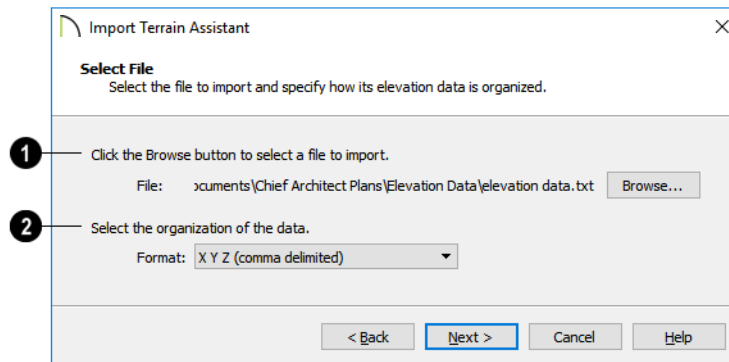 Import Terrain Assistant
Select File
Select the file to import and specify how its elevation data is organized.
1 Click the Browse button to select a file to import.
File: ocuments\Chief Architect Plans\Elevation Data\elevation data.txt Browse...
2 Select the organization of the data.
Format: X Y Z (comma delimited)
< Back Next > Cancel Help